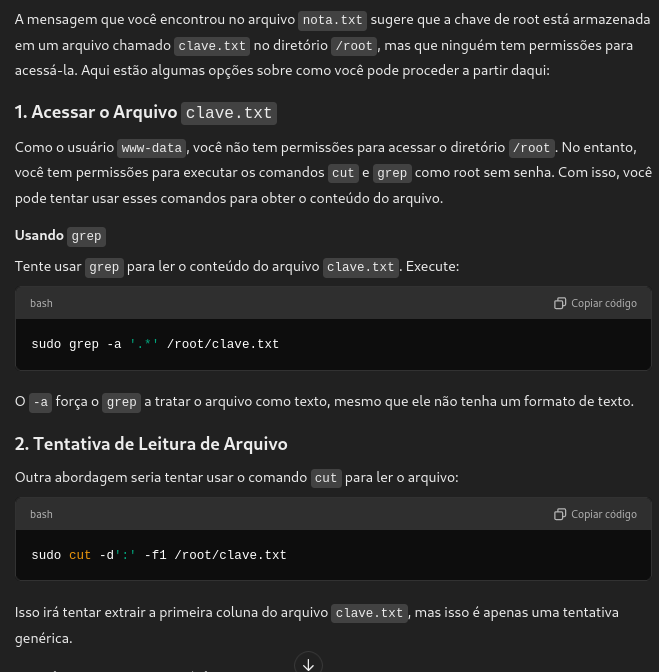 A mensagem que você encontrou no arquivo nota.txt sugere que a chave de root está armazenada
em um arquivo chamado clave.txt no diretório /root, mas que ninguém tem permissões para
acessá-la. Aqui estão algumas opções sobre como você pode proceder a partir daqui:
1. Acessar o Arquivo clave.txt
Como o usuário www-data, você não tem permissões para acessar o diretório /root. No entanto,
você tem permissões para executar os comandos cut e grep como root sem senha. Com isso, você
pode tentar usar esses comandos para obter o conteúdo do arquivo.
Usando grep
Tente usar grep para ler o conteúdo do arquivo clave.txt. Execute:
bash Copiar código
sudo grep -a '.*' /root/clave.txt
O -a força o grep a tratar o arquivo como texto, mesmo que ele não tenha um formato de texto.
2. Tentativa de Leitura de Arquivo
Outra abordagem seria tentar usar o comando cut para ler o arquivo:
bash Copiar código
sudo cut -d':' -f1 /root/clave.txt
Isso irá tentar extrair a primeira coluna do arquivo clave.txt, mas isso é apenas uma tentativa
genérica.